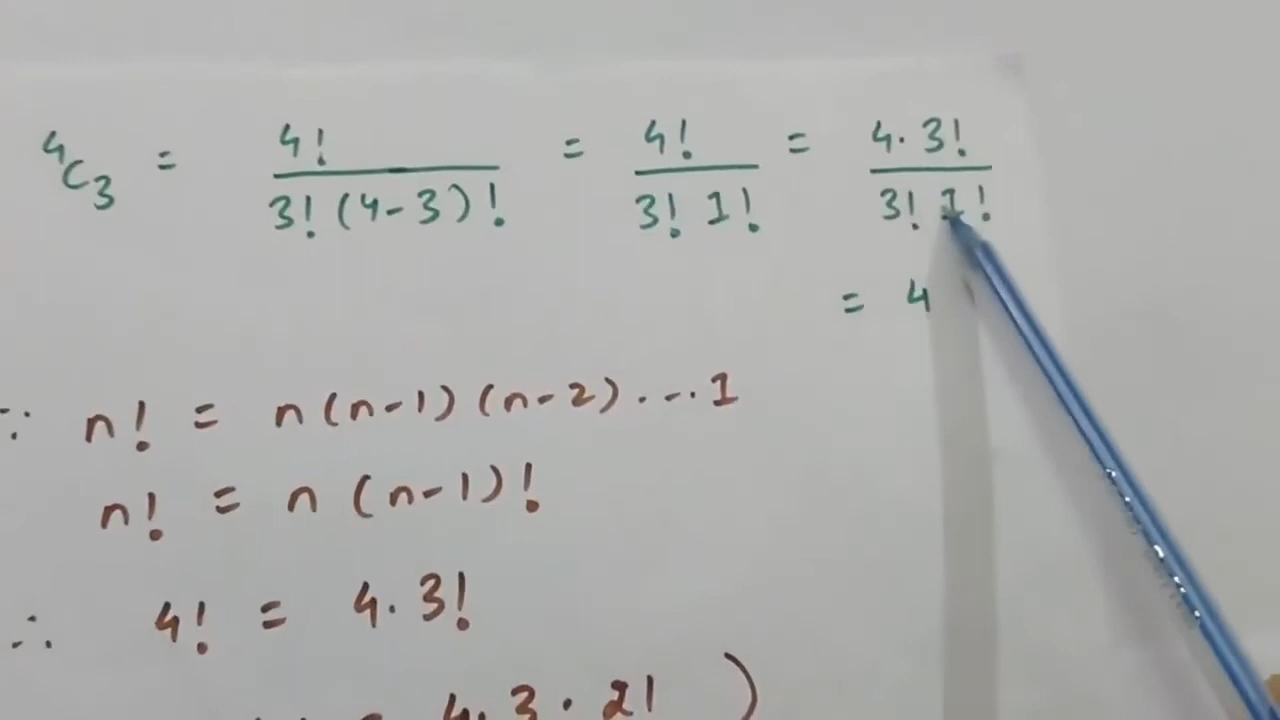 ⁴C₃ = 4!/(3!(4-3)!) = 4!/(3! 1!) = 4·3!/(3! 1!)
= 4
∵ n! = n(n-1)(n-2)...1
n! = n(n-1)!
∴ 4! = 4·3!
= 4.3·2! )